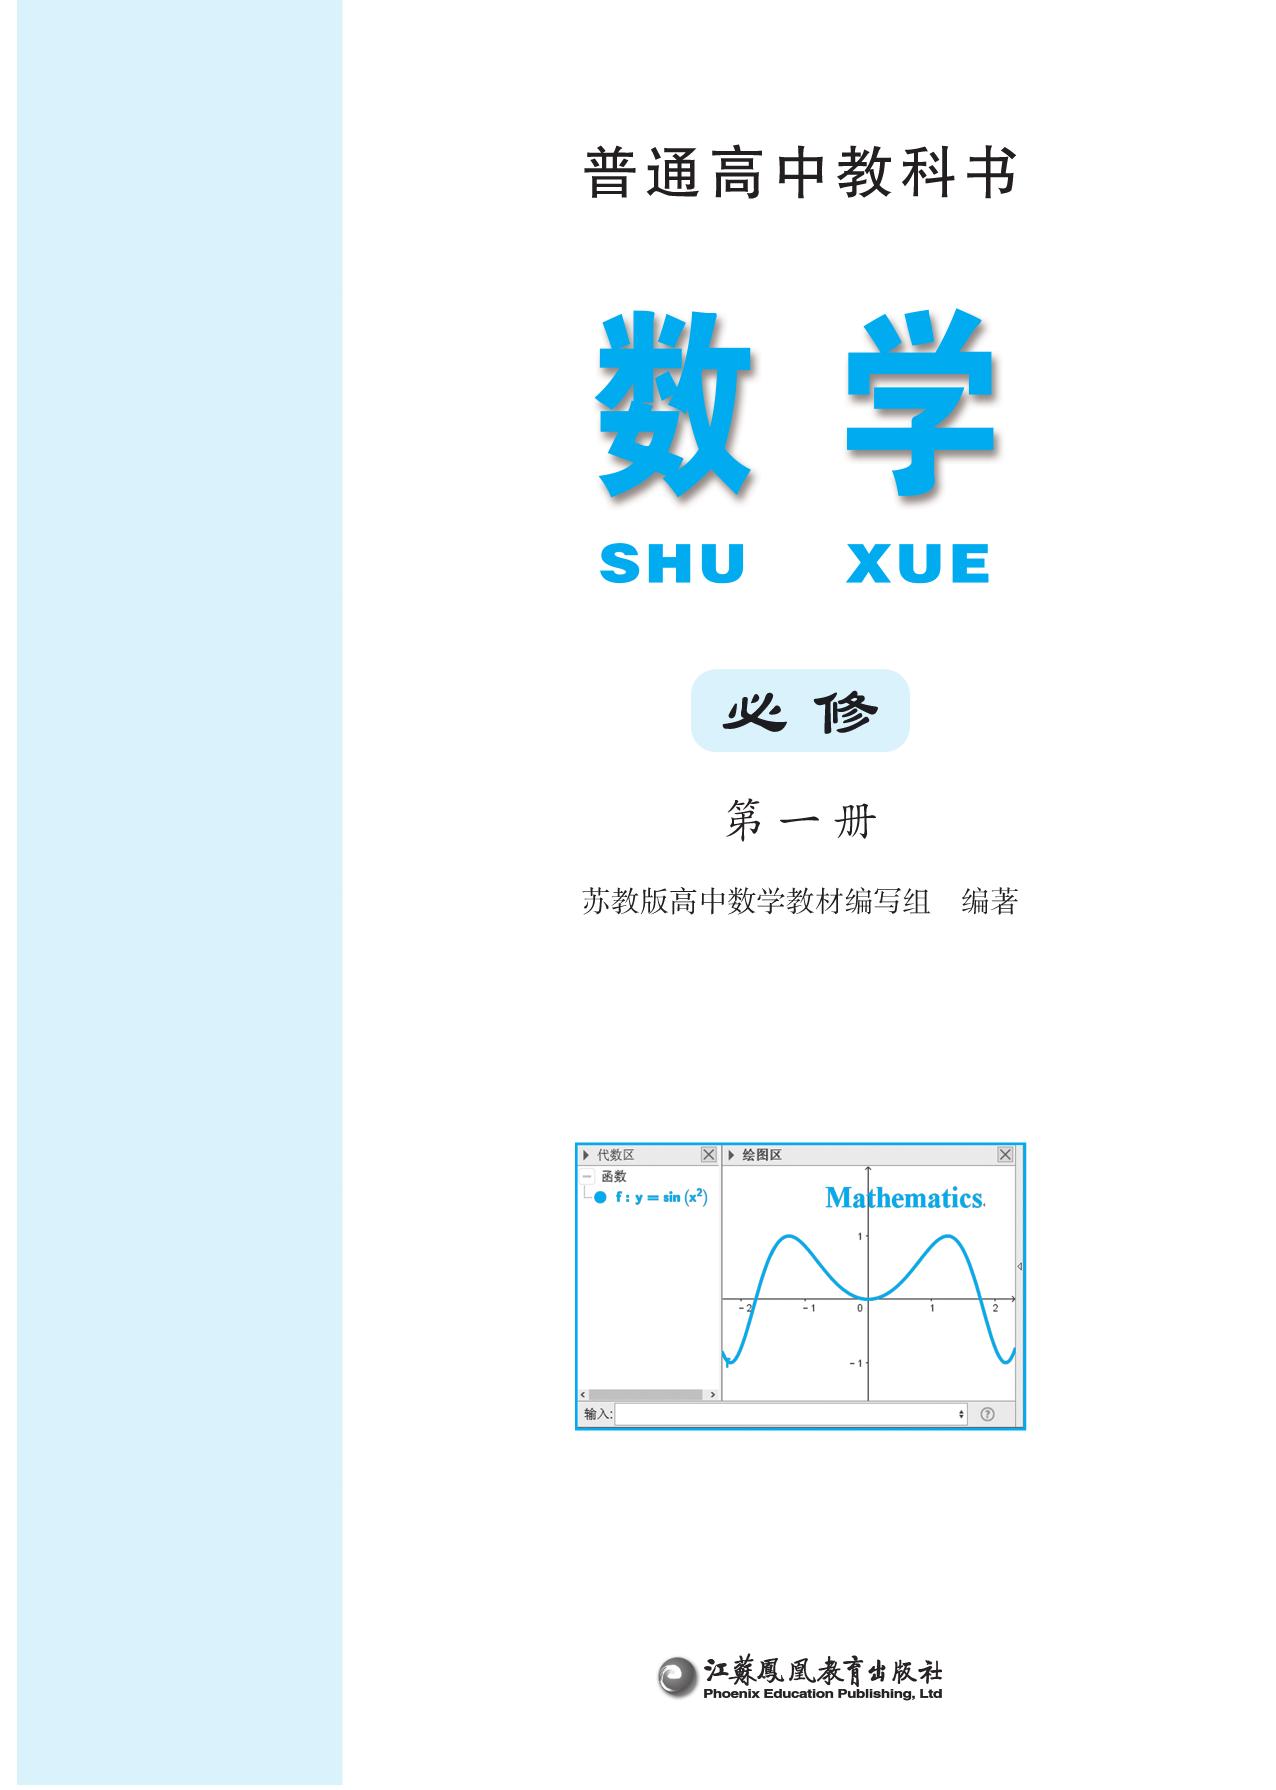 普通高中教科书
数 学
SHU XUE
必 修
第 一 册
苏教版高中数学教材编写组 编著
代数区
绘图区
函数
f : y = sin (x²)
Mathematics.
1
-2 -1 0 1 2
-1
f
输入:
江蘇鳳凰教育出版社
Phoenix Education Publishing, Ltd